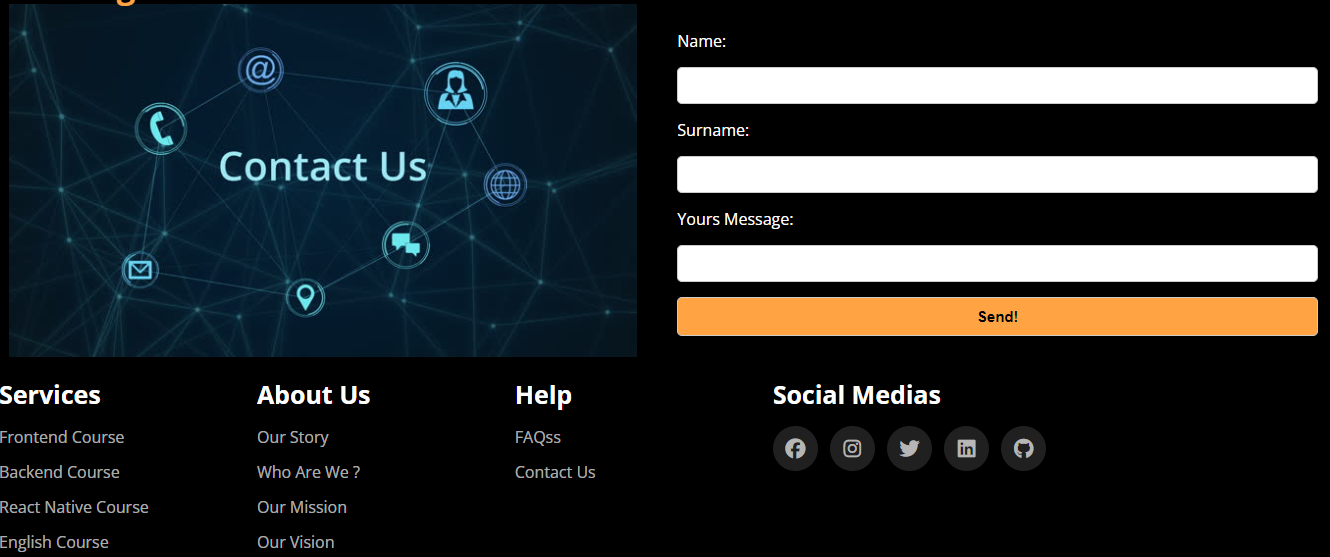 Contact Us
Name:
Surname:
Yours Message:
Send!
Services
Frontend Course
Backend Course
React Native Course
English Course
About Us
Our Story
Who Are We ?
Our Mission
Our Vision
Help
FAQss
Contact Us
Social Medias